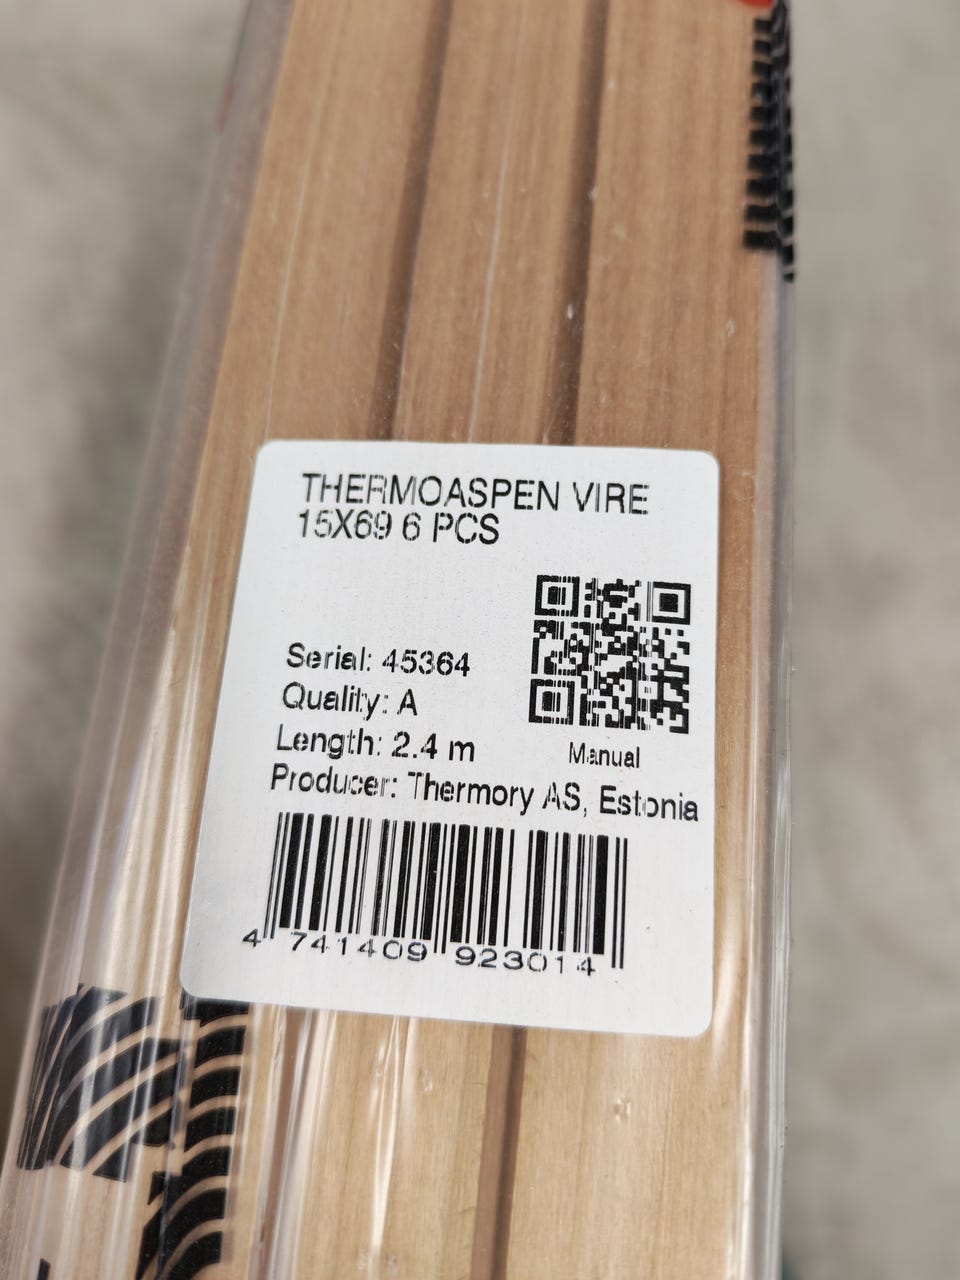 THERMOASPEN VIRE
15X69 6 PCS
Serial: 45364
Quality: A
Length: 2.4 m
Manual
Producer: Thermory AS, Estonia
4 741409 923014